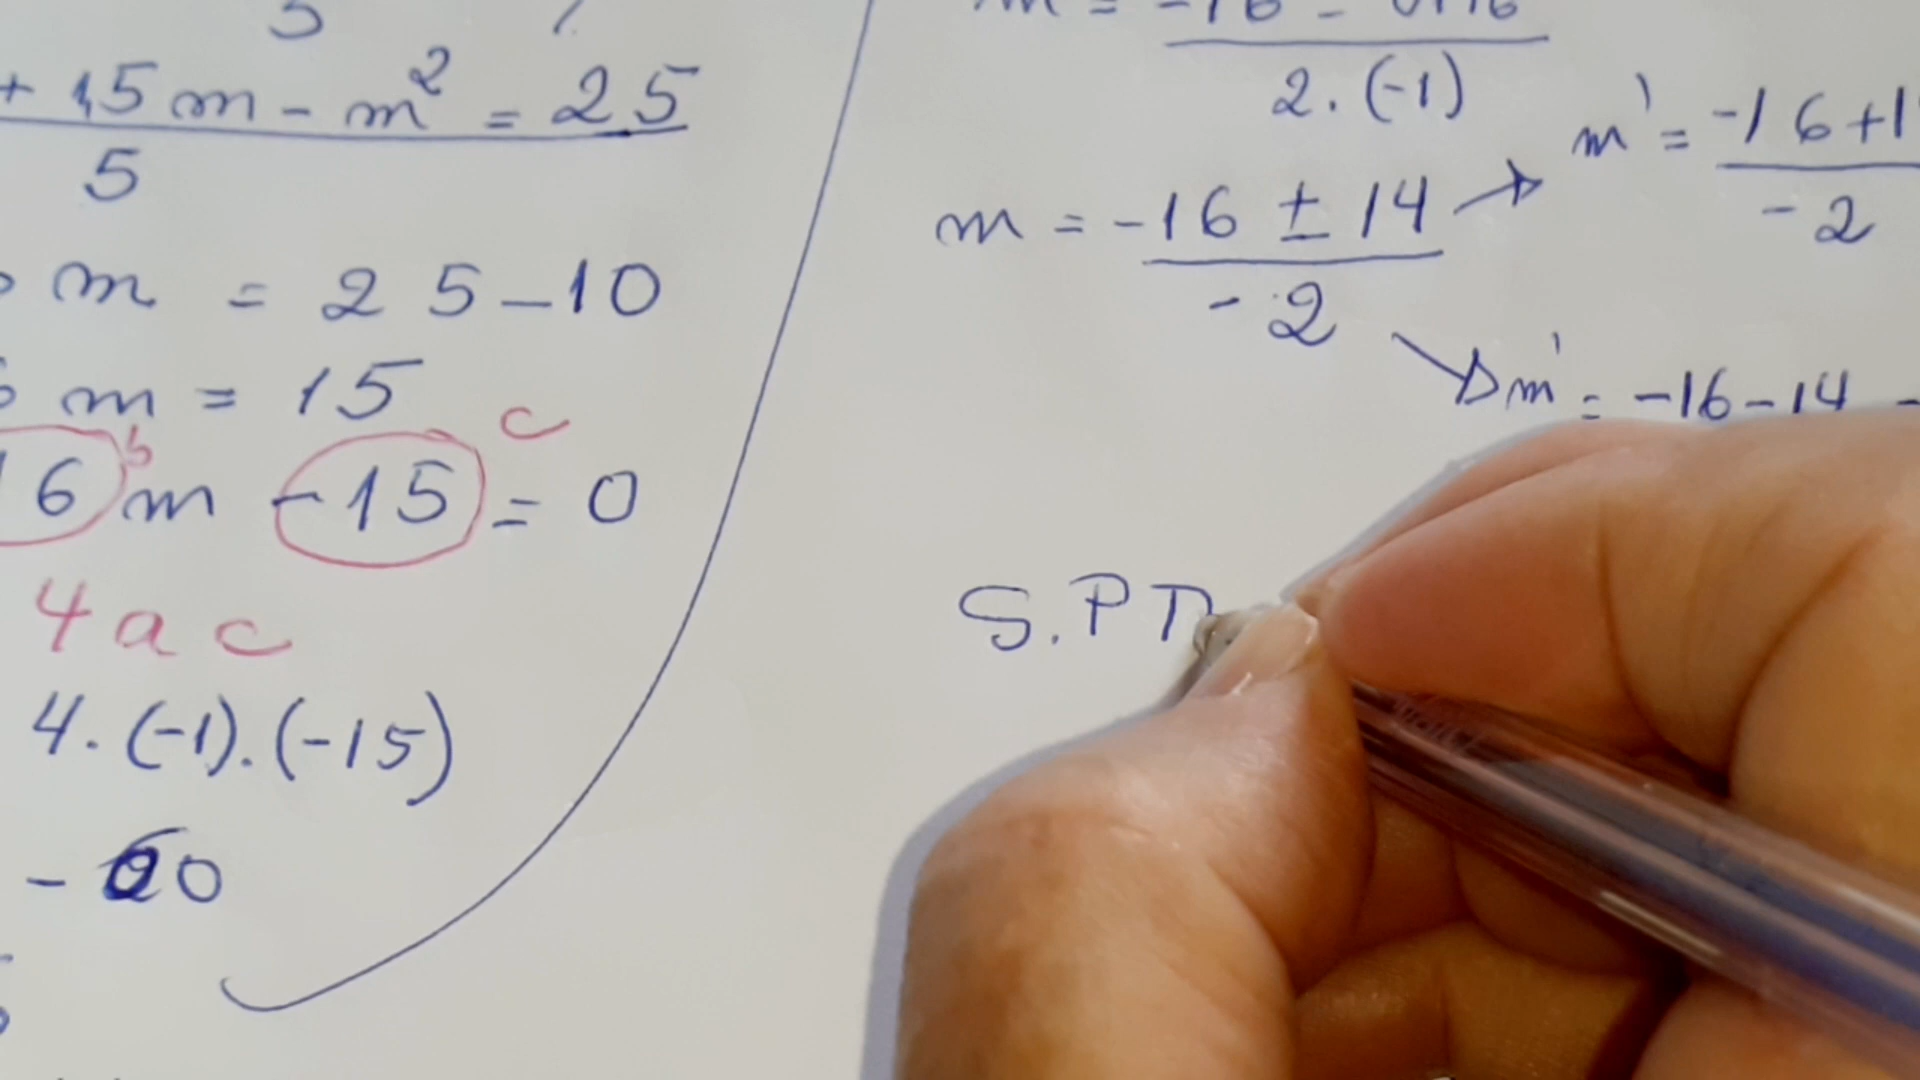 + 15m - m² = 25
5
m = 25-10
m = 15
6 m -15 = 0
b
c
4ac
4.(-1).(-15)
- 60
2.(-1)
m = -16 ± 14
-2
m' = -16+1
-2
m' = -16-14
S.P